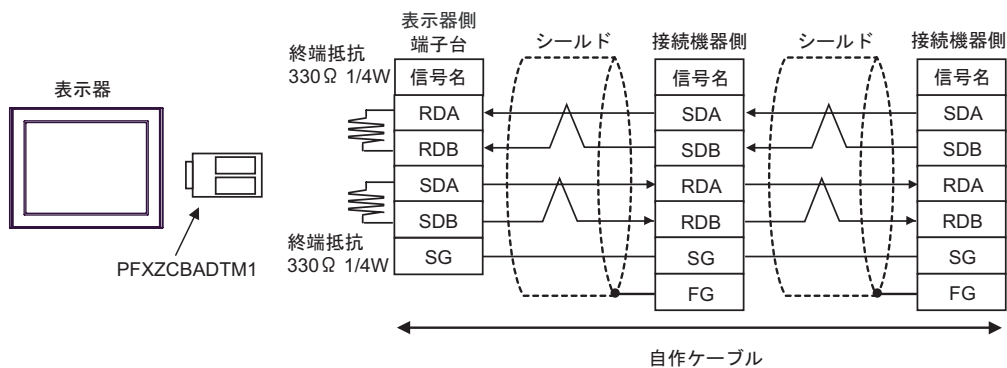 表示器
PFXZCBADTM1
終端抵抗
330Ω 1/4W
終端抵抗
330Ω 1/4W
表示器側
端子台
信号名
RDA
RDB
SDA
SDB
SG
シールド
接続機器側
信号名
SDA
SDB
RDA
RDB
SG
FG
シールド
接続機器側
信号名
SDA
SDB
RDA
RDB
SG
FG
自作ケーブル